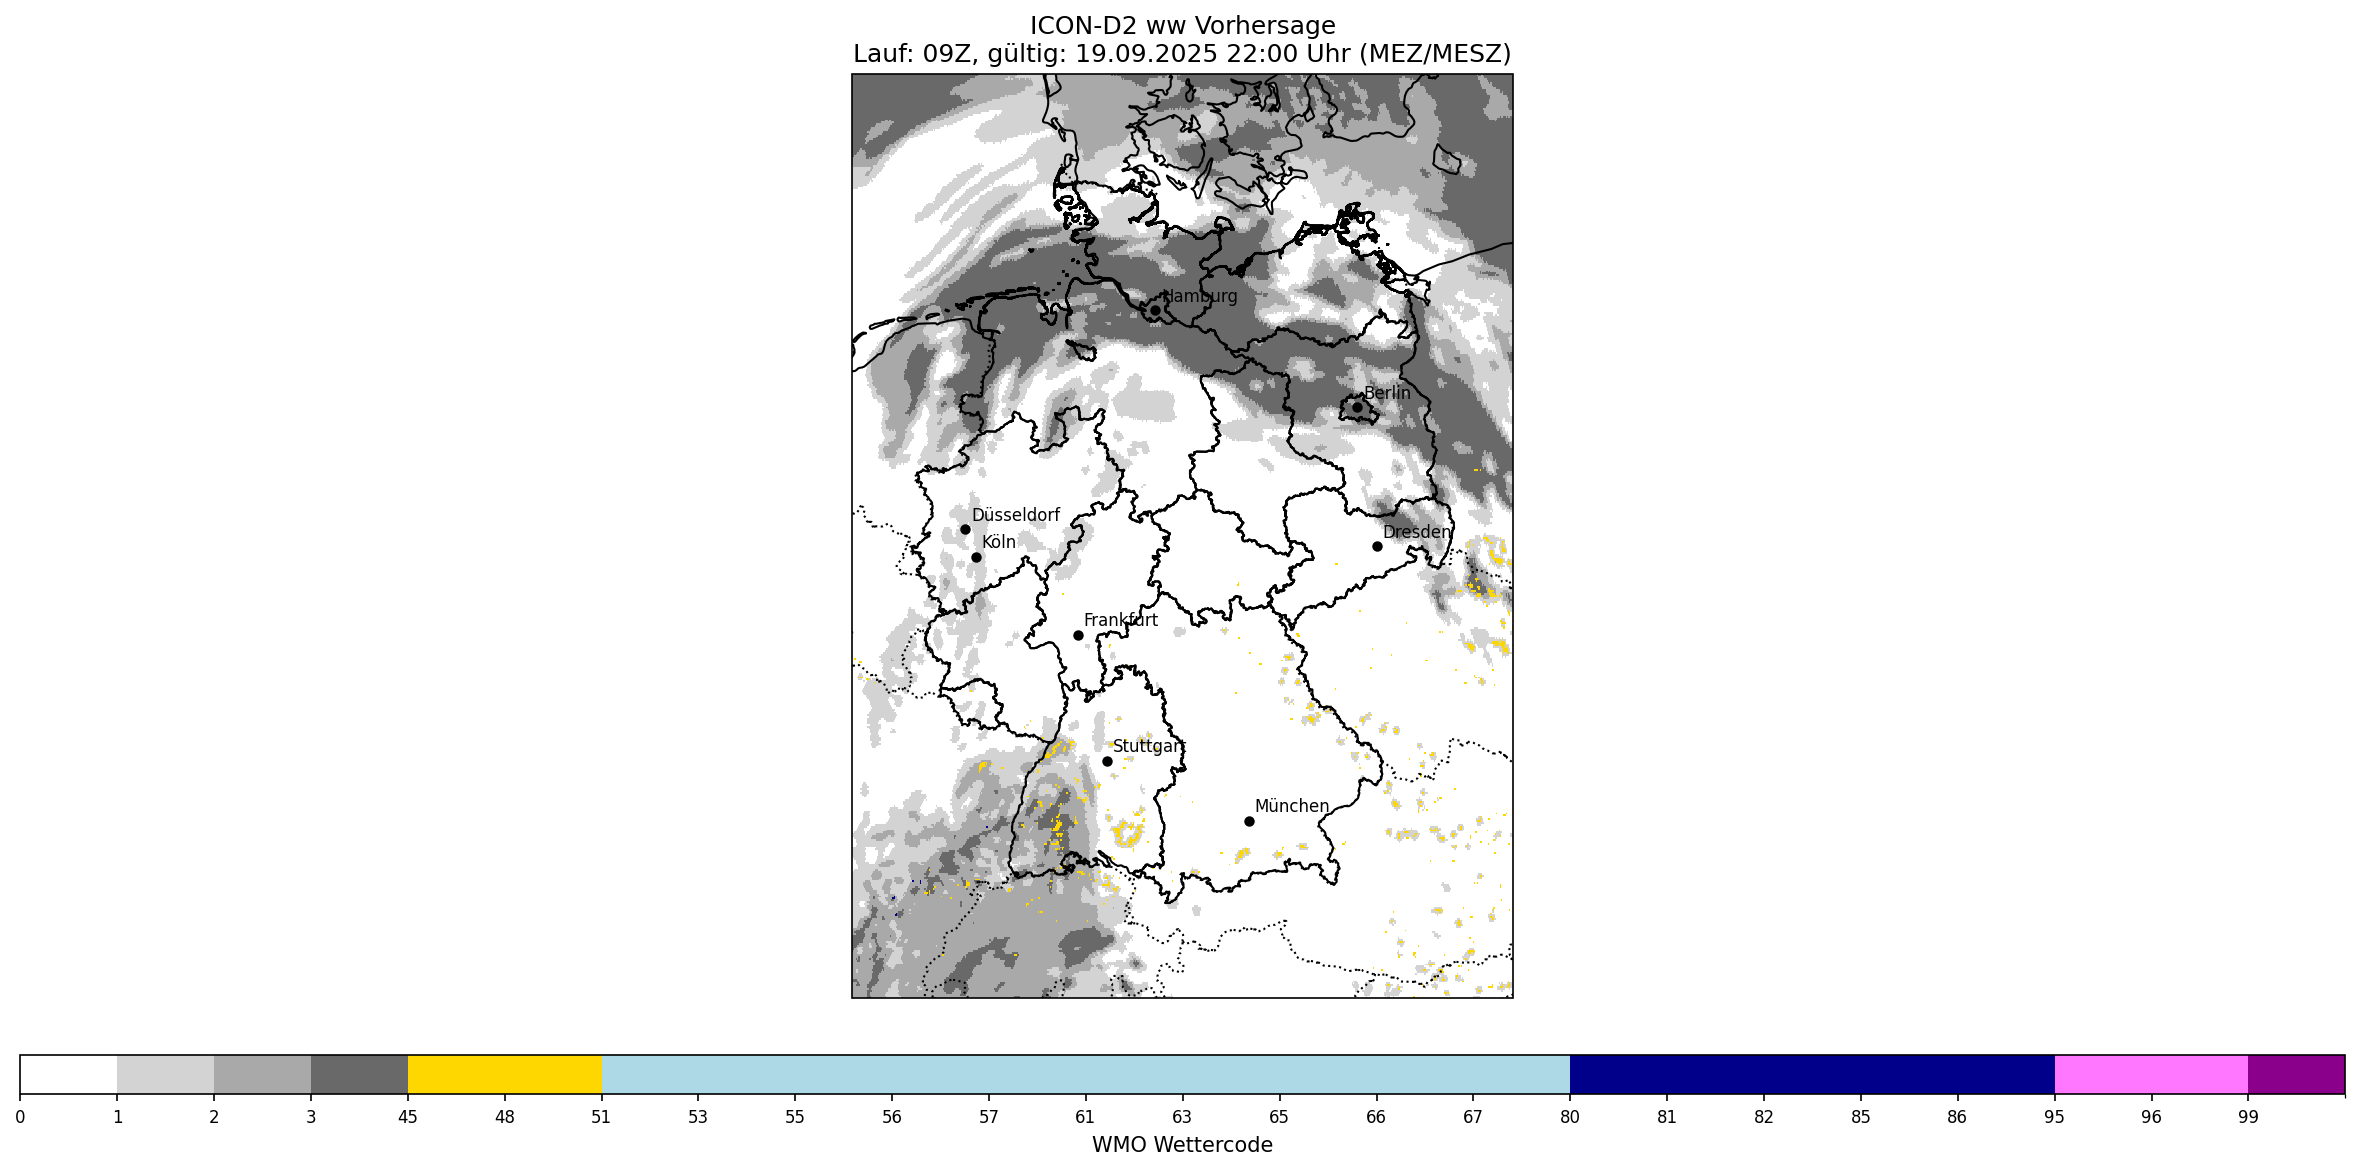 ICON-D2 ww Vorhersage
Lauf: 09Z, gültig: 19.09.2025 22:00 Uhr (MEZ/MESZ)
Hamburg
Berlin
Düsseldorf
Dresden
Köln
Frankfurt
Stuttgart
München
0 1 2 3 45 48 51 53 55 56 57 61 63 65 66 67 80 81 82 85 86 95 96 99
WMO Wettercode